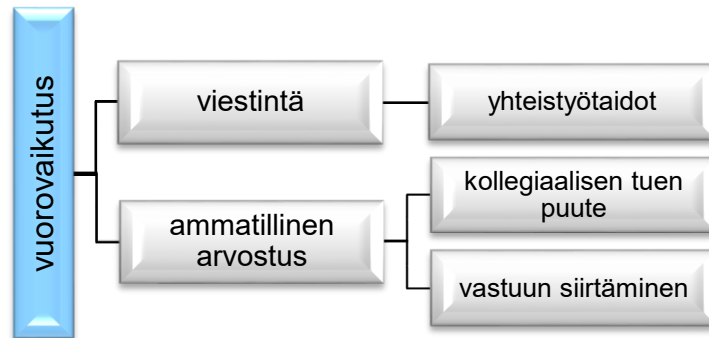 vuorovaikutus
viestintä
yhteistyötaidot
ammatillinen
arvostus
kollegiaalisen tuen
puute
vastuun siirtäminen